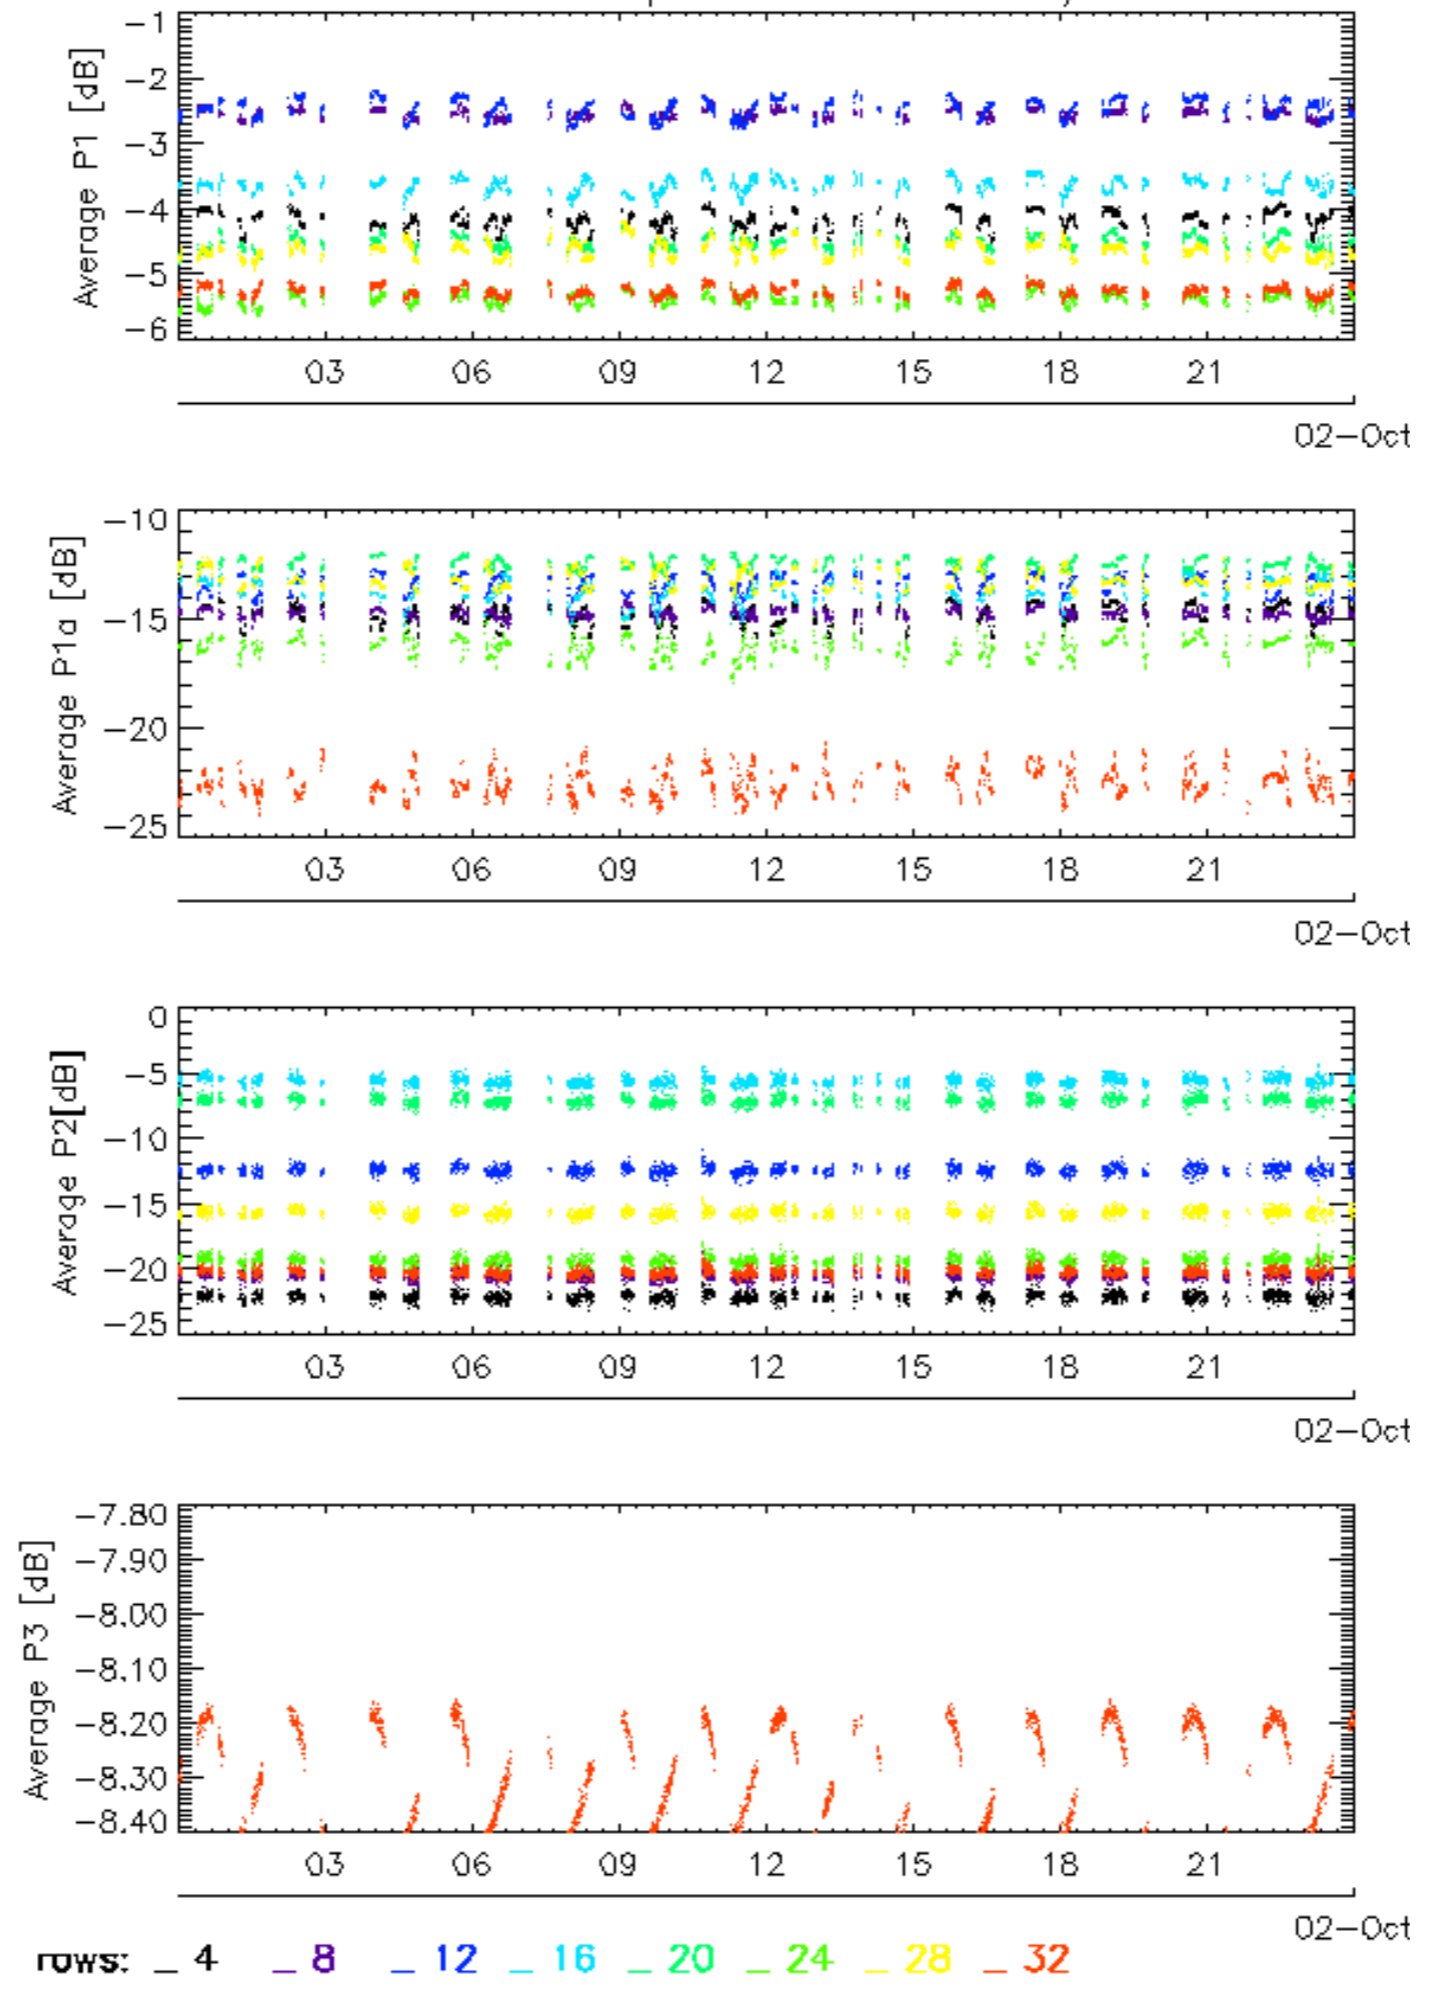 Average P1 [dB]
-1
-2
-3
-4
-5
-6
03 06 09 12 15 18 21
02-Oct
Average P1a [dB]
-10
-15
-20
-25
03 06 09 12 15 18 21
02-Oct
Average P2[dB]
0
-5
-10
-15
-20
-25
03 06 09 12 15 18 21
02-Oct
Average P3 [dB]
-7.80
-7.90
-8.00
-8.10
-8.20
-8.30
-8.40
03 06 09 12 15 18 21
02-Oct
rows: _ 4 _ 8 _ 12 _ 16 _ 20 _ 24 _ 28 _ 32